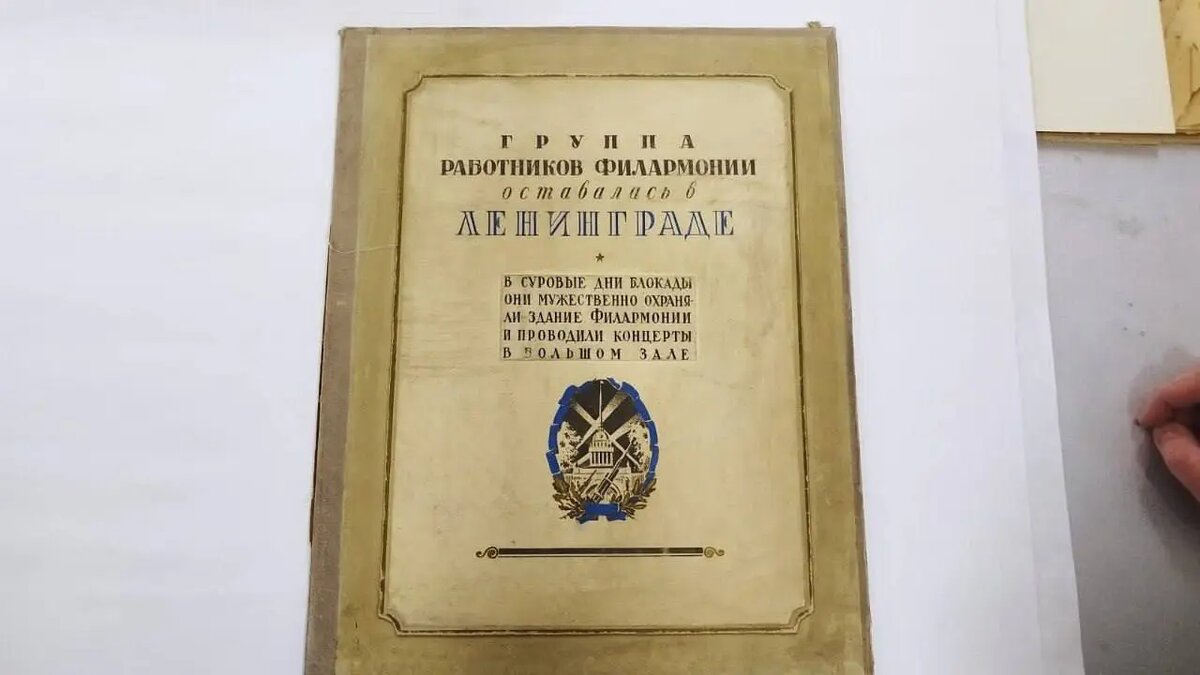 ГРУППА
РАБОТНИКОВ ФИЛАРМОНИИ
оставалась в
ЛЕНИНГРАДЕ
В СУРОВЫЕ ДНИ БЛОКАДЫ
ОНИ МУЖЕСТВЕННО ОХРАНЯ-
ЛИ ЗДАНИЕ ФИЛАРМОНИИ
И ПРОВОДИЛИ КОНЦЕРТЫ
В БОЛЬШОМ ЗАЛЕ